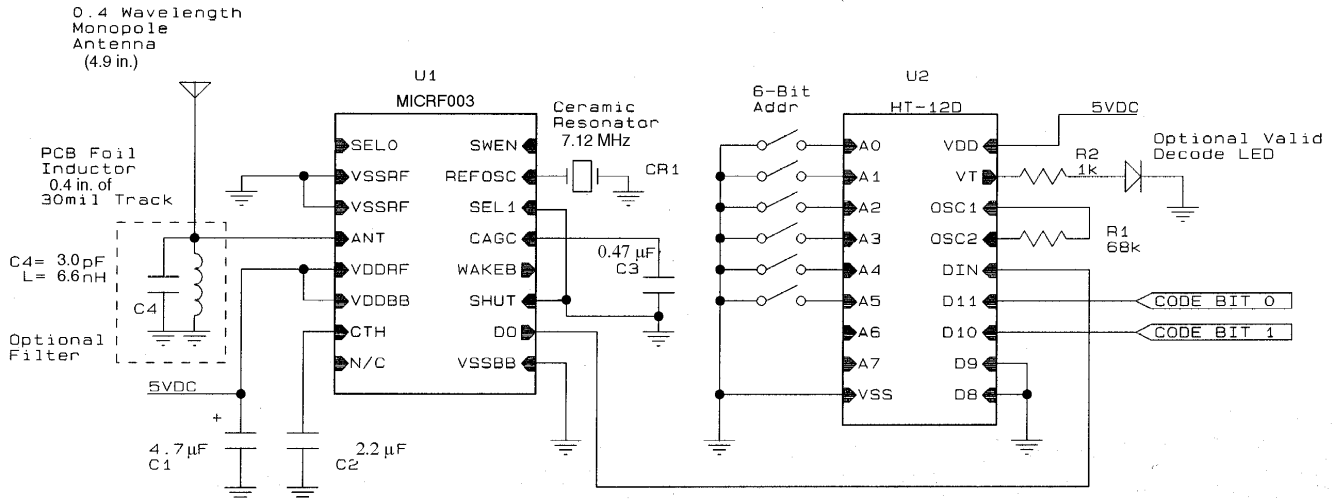 0.4 Wavelength
Monopole
Antenna
(4.9 in.)
PCB Foil
Inductor
0.4 in. of
30mil Track
C4= 3.0pF
L= 6.6nH
C4
Optional
Filter
5VDC
+
4.7µF
C1
2.2 µF
C2
U1
MICRF003
SEL0
VSSRF
VSSRF
ANT
VDDRF
VDDBB
CTH
N/C
SWEN
REFOSC
SEL1
CAGC
WAKEB
SHUT
DO
VSSBB
Ceramic
Resonator
7.12 MHz
CR1
0.47 µF
C3
6-Bit
Addr
U2
HT-12D
A0
A1
A2
A3
A4
A5
A6
A7
VSS
VDD
VT
OSC1
OSC2
DIN
D11
D10
D9
D8
5VDC
R2
1k
Optional Valid
Decode LED
R1
68k
CODE BIT 0
CODE BIT 1